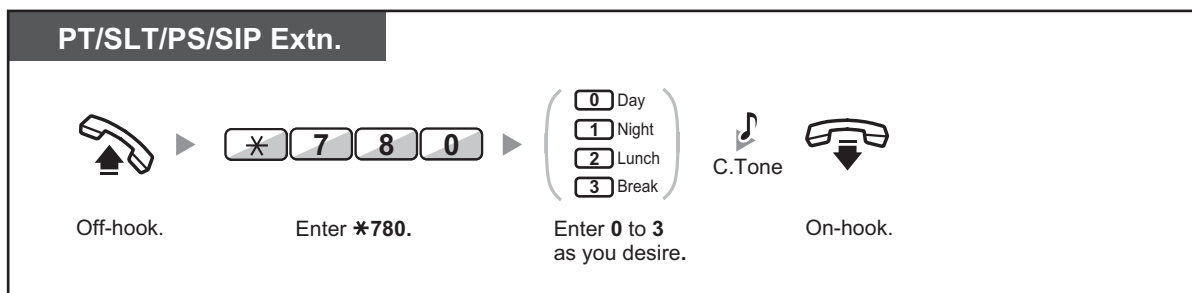 PT/SLT/PS/SIP Extn.
* 7 8 0
0 Day
1 Night
2 Lunch
3 Break
C.Tone
Off-hook.
Enter *780.
Enter 0 to 3
as you desire.
On-hook.